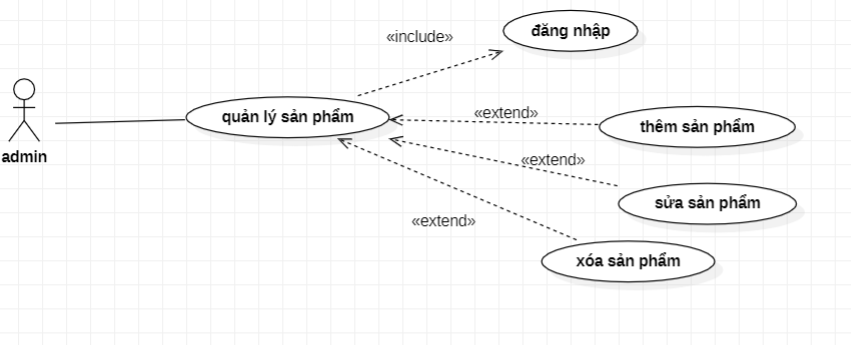 «include»
đăng nhập
quản lý sản phẩm
«extend»
thêm sản phẩm
admin
«extend»
sửa sản phẩm
«extend»
xóa sản phẩm